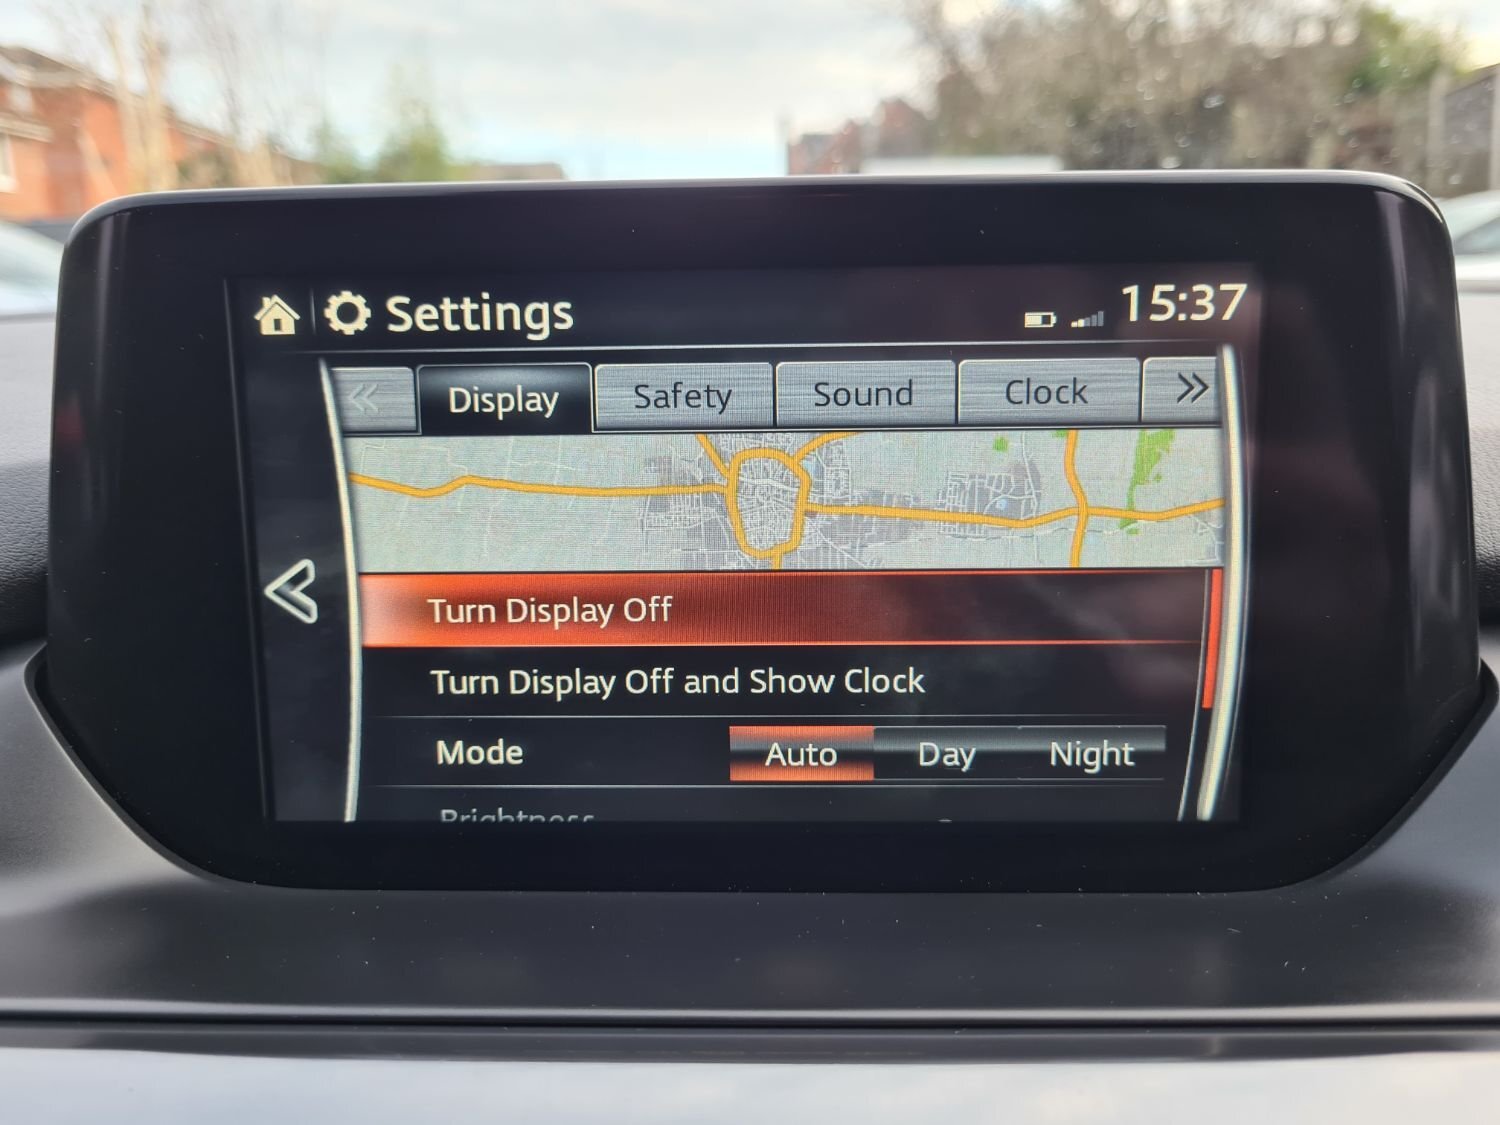 Settings
15:37
Display Safety Sound Clock
Turn Display Off
Turn Display Off and Show Clock
Mode Auto Day Night
Brightness